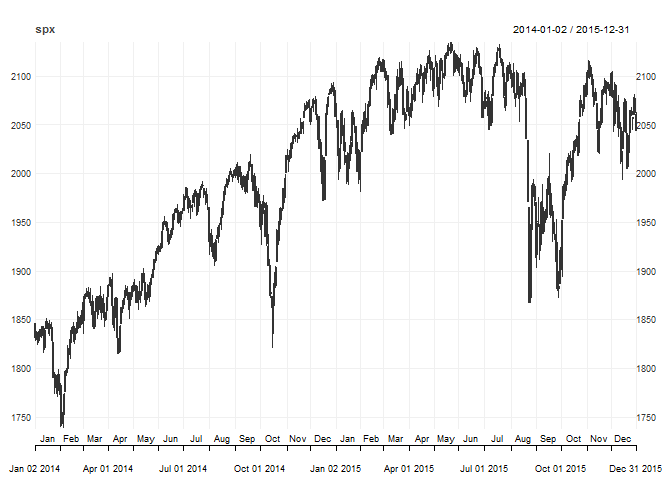 spx 2014-01-02 / 2015-12-31
2100 2100
2050 2050
2000 2000
1950 1950
1900 1900
1850 1850
1800 1800
1750 1750
Jan Feb Mar Apr May Jun Jul Aug Sep Oct Nov Dec Jan Feb Mar Apr May Jun Jul Aug Sep Oct Nov Dec
Jan 02 2014 Apr 01 2014 Jul 01 2014 Oct 01 2014 Jan 02 2015 Apr 01 2015 Jul 01 2015 Oct 01 2015 Dec 31 2015